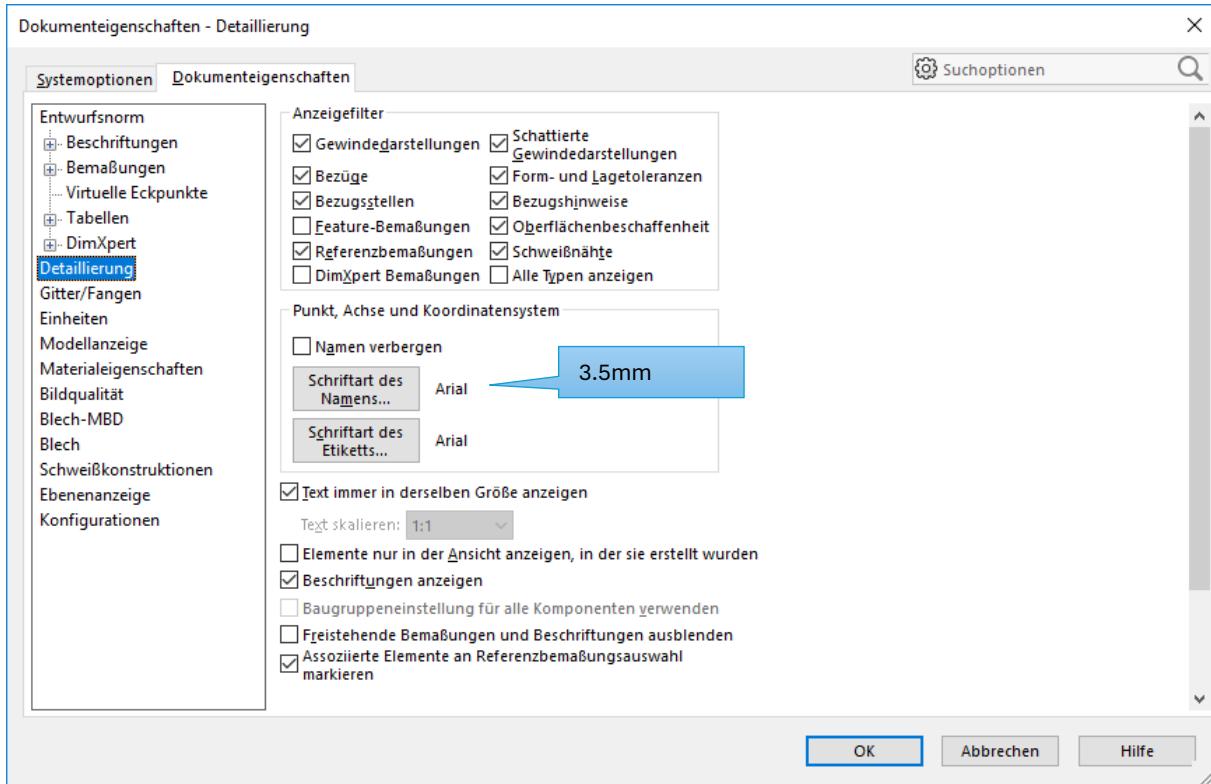 Dokumenteigenschaften - Detaillierung
Systemoptionen
Dokumenteigenschaften
Suchoptionen
Entwurfsnorm
Beschriftungen
Bemaßungen
Virtuelle Eckpunkte
Tabellen
DimXpert
Detaillierung
Gitter/Fangen
Einheiten
Modellanzeige
Materialeigenschaften
Bildqualität
Blech-MBD
Blech
Schweißkonstruktionen
Ebenenanzeige
Konfigurationen
Anzeigefilter
Gewindedarstellungen
Schattierte
Gewindedarstellungen
Bezüge
Form- und Lagetoleranzen
Bezugsstellen
Bezugshinweise
Feature-Bemaßungen
Oberflächenbeschaffenheit
Referenzbemaßungen
Schweißnähte
DimXpert Bemaßungen
Alle Typen anzeigen
Punkt, Achse und Koordinatensystem
Namen verbergen
Schriftart des
Namens...
Arial
3.5mm
Schriftart des
Etiketts...
Arial
Text immer in derselben Größe anzeigen
Text skalieren: 1:1
Elemente nur in der Ansicht anzeigen, in der sie erstellt wurden
Beschriftungen anzeigen
Baugruppeneinstellung für alle Komponenten verwenden
Freistehende Bemaßungen und Beschriftungen ausblenden
Assoziierte Elemente an Referenzbemaßungsauswahl
markieren
OK
Abbrechen
Hilfe